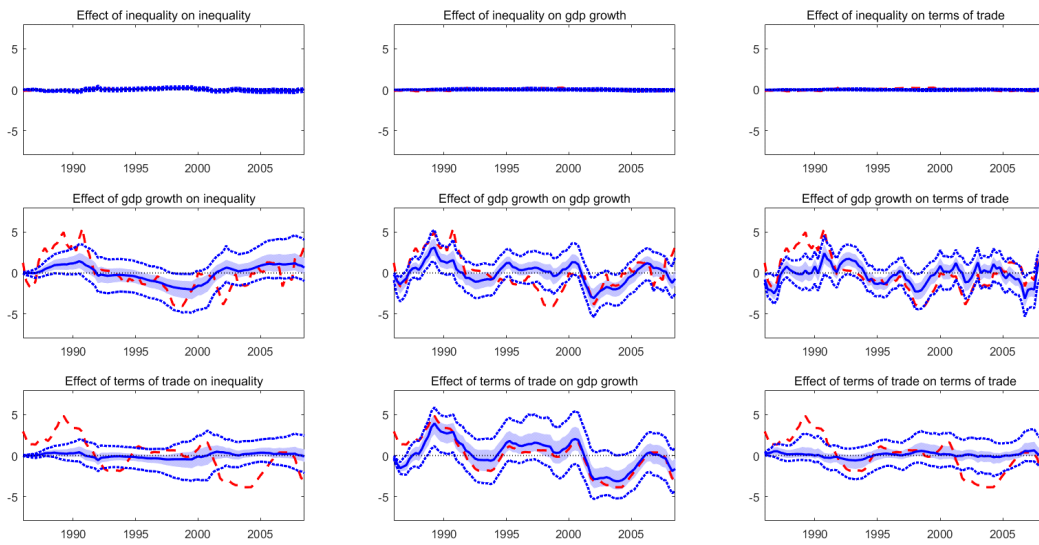 Effect of inequality on inequality
Effect of inequality on gdp growth
Effect of inequality on terms of trade
5
0
-5
1990 1995 2000 2005
5
0
-5
1990 1995 2000 2005
5
0
-5
1990 1995 2000 2005
Effect of gdp growth on inequality
Effect of gdp growth on gdp growth
Effect of gdp growth on terms of trade
5
0
-5
1990 1995 2000 2005
5
0
-5
1990 1995 2000 2005
5
0
-5
1990 1995 2000 2005
Effect of terms of trade on inequality
Effect of terms of trade on gdp growth
Effect of terms of trade on terms of trade
5
0
-5
1990 1995 2000 2005
5
0
-5
1990 1995 2000 2005
5
0
-5
1990 1995 2000 2005